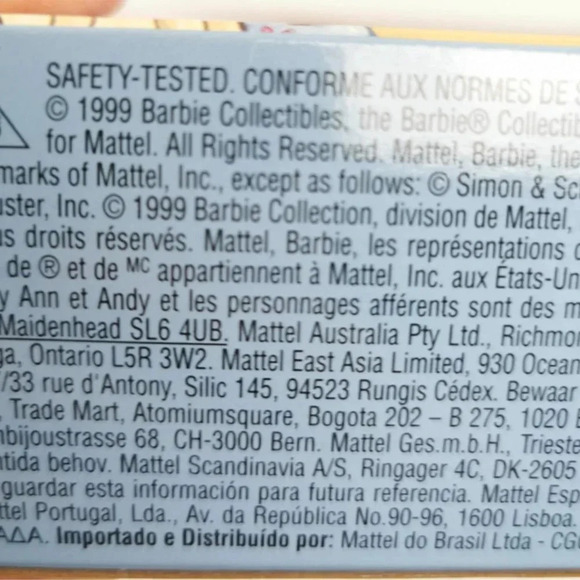 SAFETY-TESTED. CONFORME AUX NORMES DE
© 1999 Barbie Collectibles, the Barbie® Collectib
for Mattel. All Rights Reserved. Mattel, Barbie, the
marks of Mattel, Inc., except as follows: © Simon & Sc
uster, Inc. © 1999 Barbie Collection, division de Mattel,
us droits réservés. Mattel, Barbie, les représentations
de ® et de MC appartiennent à Mattel, Inc. aux États-Un
y Ann et Andy et les personnages afférents sont des m
Maidenhead SL6 4UB. Mattel Australia Pty Ltd., Richmo
ga, Ontario L5R 3W2. Mattel East Asia Limited, 930 Ocean
/33 rue d'Antony, Silic 145, 94523 Rungis Cédex. Bewaar
, Trade Mart, Atomiumsquare, Bogota 202 – B 275, 1020
mbijoustrasse 68, CH-3000 Bern. Mattel Ges.m.b.H., Trieste
ntida behov. Mattel Scandinavia A/S, Ringager 4C, DK-2605
guardar esta información para futura referencia. Mattel Esp
ttel Portugal, Lda., Av. da República No.90-96, 1600 Lisboa.
ΛΔΑ. Importado e Distribuído por: Mattel do Brasil Ltda - CG